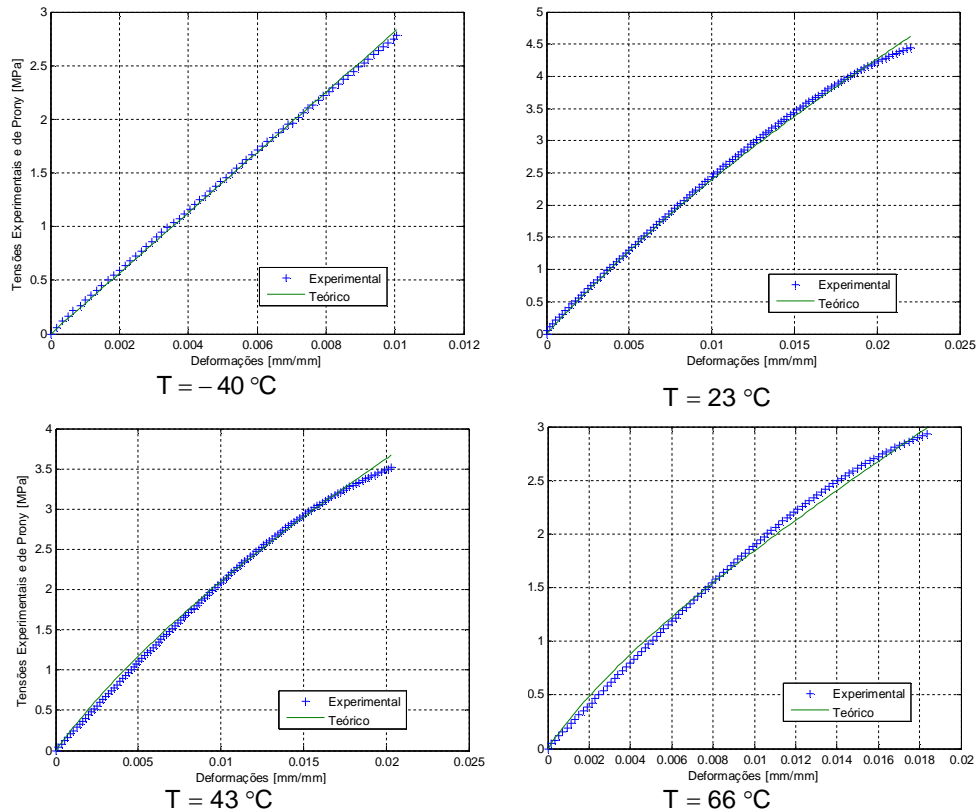 Tensões Experimentais e de Prony [MPa]
3
2.5
2
1.5
1
0.5
0
0 0.002 0.004 0.006 0.008 0.01 0.012
Deformações [mm/mm]
Experimental
Teórico
T = – 40 °C
5
4.5
4
3.5
3
2.5
2
1.5
1
0.5
0
0 0.005 0.01 0.015 0.02 0.025
Deformações [mm/mm]
Experimental
Teórico
T = 23 °C
Tensões Experimentais e de Prony [MPa]
4
3.5
3
2.5
2
1.5
1
0.5
0
0 0.005 0.01 0.015 0.02 0.025
Deformações [mm/mm]
Experimental
Teórico
T = 43 °C
3
2.5
2
1.5
1
0.5
0
0 0.002 0.004 0.006 0.008 0.01 0.012 0.014 0.016 0.018 0.02
Deformações [mm/mm]
Experimental
Teórico
T = 66 °C